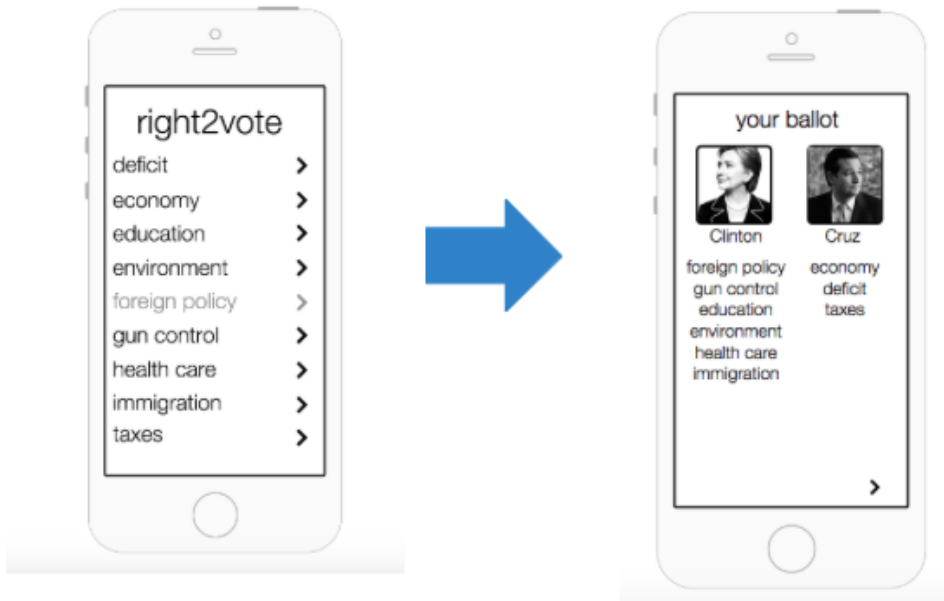 right2vote
deficit
economy
education
environment
foreign policy
gun control
health care
immigration
taxes
your ballot
Clinton
foreign policy
gun control
education
environment
health care
immigration
Cruz
economy
deficit
taxes